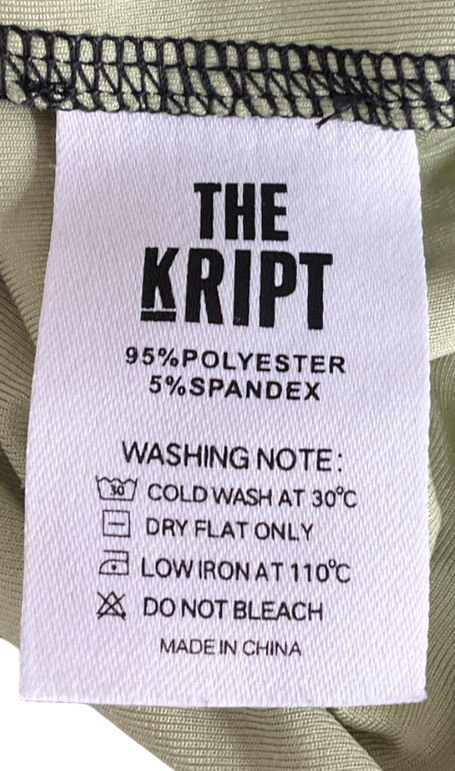 THE
KRIPT
95%POLYESTER
5%SPANDEX
WASHING NOTE:
30 COLD WASH AT 30°C
DRY FLAT ONLY
LOW IRON AT 110°C
DO NOT BLEACH
MADE IN CHINA